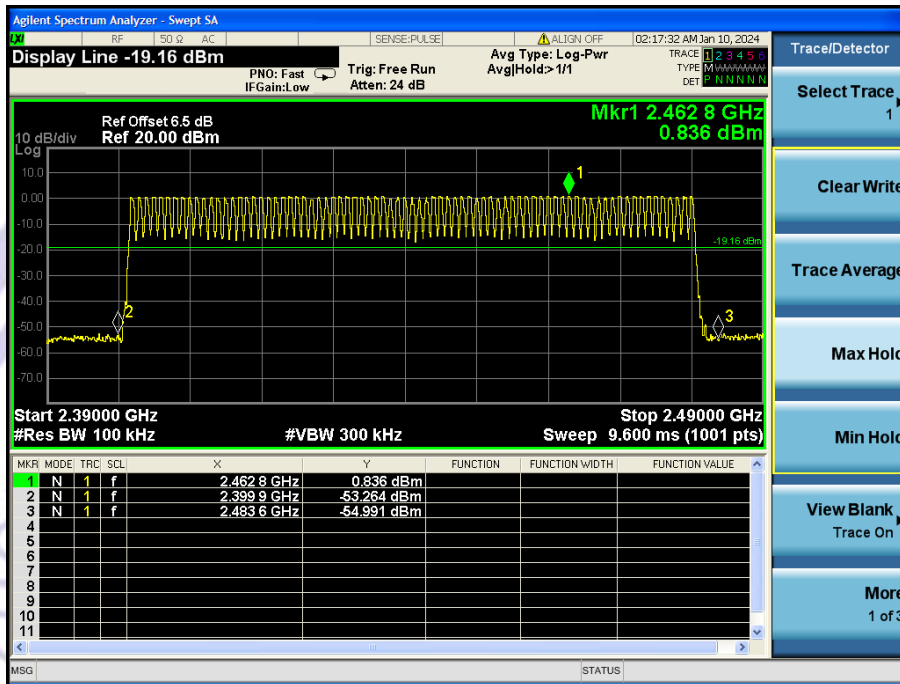 Agilent Spectrum Analyzer - Swept SA
LXI RF 50 Ω AC SENSE:PULSE ALIGN OFF 02:17:32 AM Jan 10, 2024
Display Line -19.16 dBm
PNO: Fast
IFGain:Low
Trig: Free Run
Atten: 24 dB
Avg Type: Log-Pwr
Avg|Hold:>1/1
TRACE 1 2 3 4 5 6
TYPE M W W W W W
DET P N N N N N
Mkr1 2.462 8 GHz
0.836 dBm
Ref Offset 6.5 dB
Ref 20.00 dBm
10 dB/div
Log
10.0
0.00
-10.0
-20.0
-30.0
-40.0
-50.0
-60.0
-70.0
1
-19.16 dBm
2
3
Start 2.39000 GHz Stop 2.49000 GHz
#Res BW 100 kHz #VBW 300 kHz Sweep 9.600 ms (1001 pts)
MKR MODE TRC SCL X Y FUNCTION FUNCTION WIDTH FUNCTION VALUE
1 N 1 f 2.462 8 GHz 0.836 dBm
2 N 1 f 2.399 9 GHz -53.264 dBm
3 N 1 f 2.483 6 GHz -54.991 dBm
4
5
6
7
8
9
10
11
MSG STATUS
Trace/Detector
Select Trace
1
Clear Write
Trace Average
Max Hold
Min Hold
View Blank
Trace On
More
1 of 3